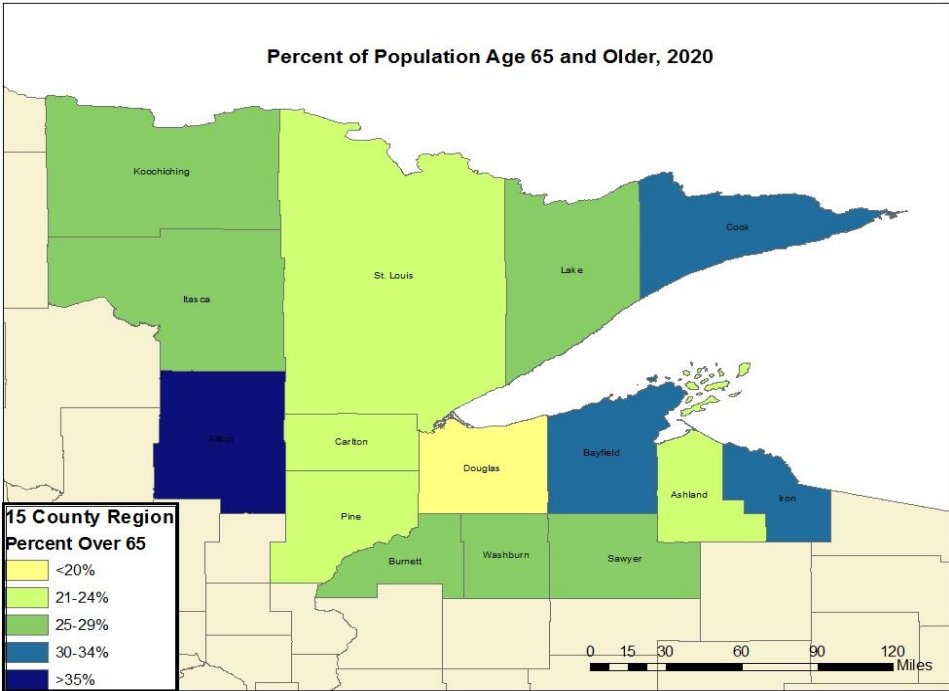 Percent of Population Age 65 and Older, 2020
Koochiching
Cook
Lake
St. Louis
Itasca
Aitkin
Carlton
Bayfield
Douglas
Ashland
Iron
Pine
Burnett
Washburn
Sawyer
15 County Region
Percent Over 65
<20%
21-24%
25-29%
30-34%
>35%
0 15 30 60 90 120
Miles